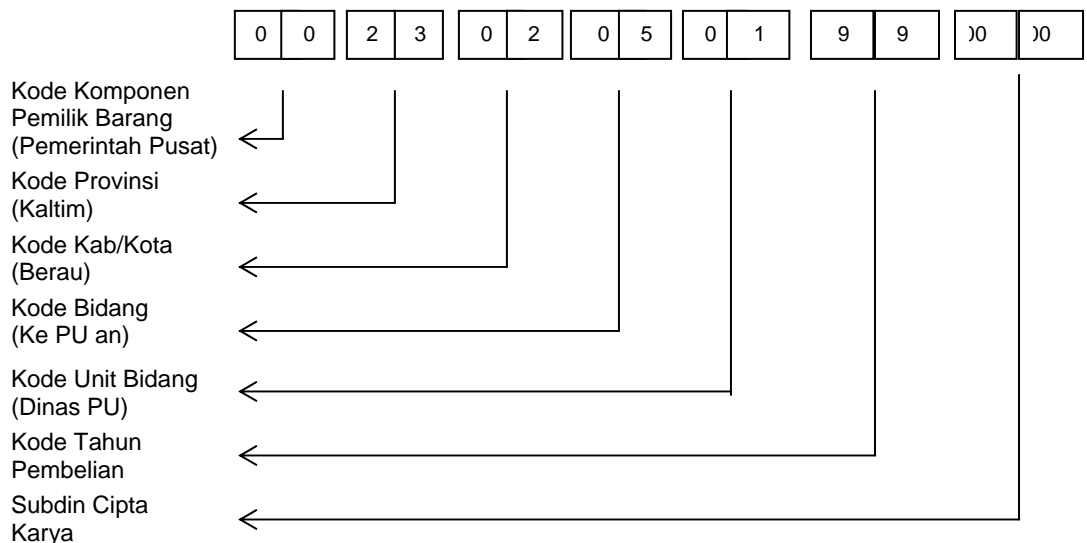 0 0 2 3 0 2 0 5 0 1 9 9 00 00
Kode Komponen
Pemilik Barang
(Pemerintah Pusat)
Kode Provinsi
(Kaltim)
Kode Kab/Kota
(Berau)
Kode Bidang
(Ke PU an)
Kode Unit Bidang
(Dinas PU)
Kode Tahun
Pembelian
Subdin Cipta
Karya